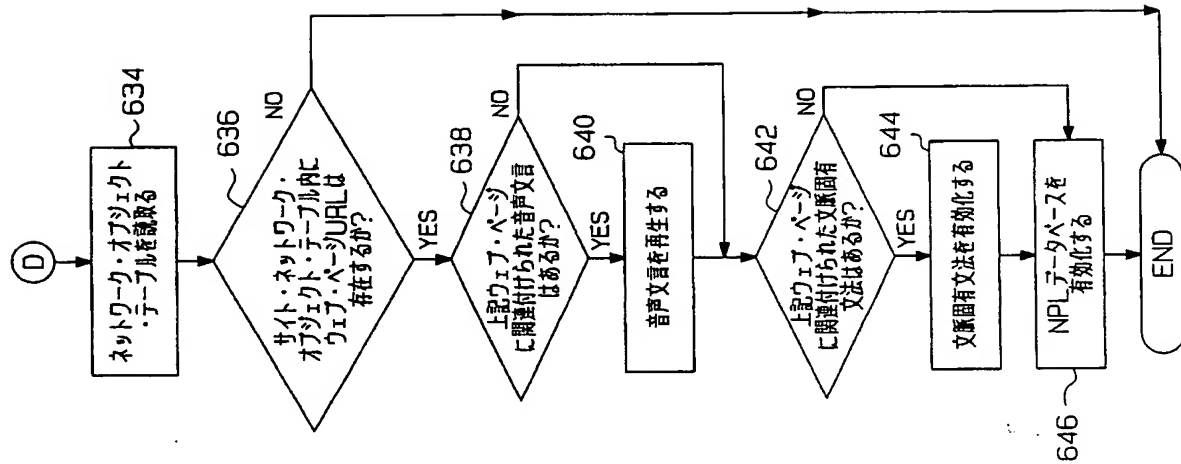 D
ネットワーク・オブジェクト
・テーブルを読取る
634
サイト・ネットワーク・
オブジェクト・テーブル内に
ウェブ・ページURLは
存在するか?
636
NO
YES
上記ウェブ・ページ
に関連付けられた音声文言
はあるか?
638
NO
YES
音声文言を再生する
640
上記ウェブ・ページ
に関連付けられた文脈固有
文法はあるか?
642
NO
YES
文脈固有文法を有効化する
644
NPLデータベースを
有効化する
646
END